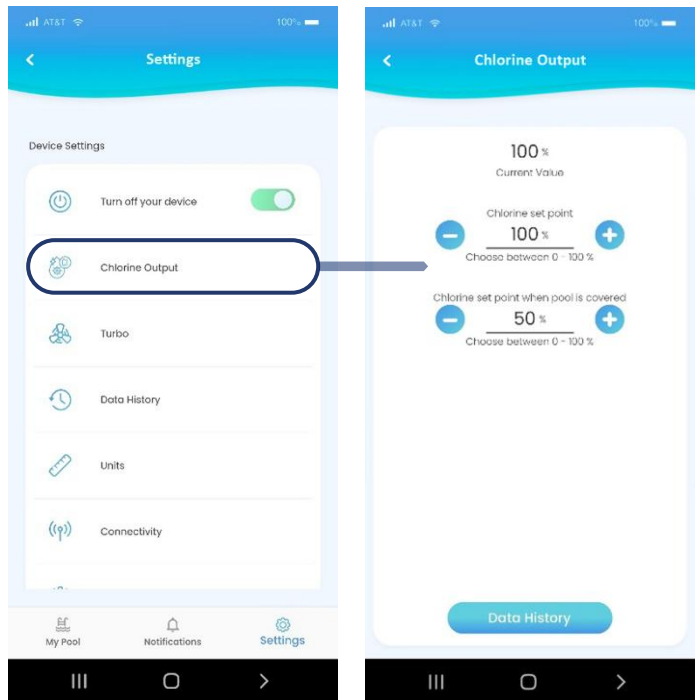 AT&T 100%
Settings
Device Settings
Turn off your device
Chlorine Output
Turbo
Data History
Units
Connectivity
My Pool Notifications Settings
AT&T 100%
Chlorine Output
100 %
Current Value
Chlorine set point
100 %
Choose between 0 - 100 %
Chlorine set point when pool is covered
50 %
Choose between 0 - 100 %
Data History